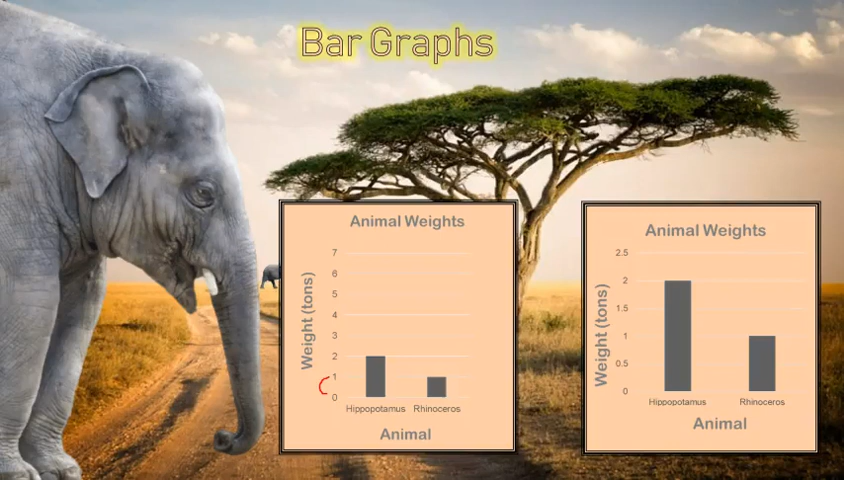 Bar Graphs
Animal Weights
7
6
5
4
3
2
1
0
Weight (tons)
Hippopotamus Rhinoceros
Animal
Animal Weights
2.5
2
1.5
1
0.5
0
Weight (tons)
Hippopotamus Rhinoceros
Animal